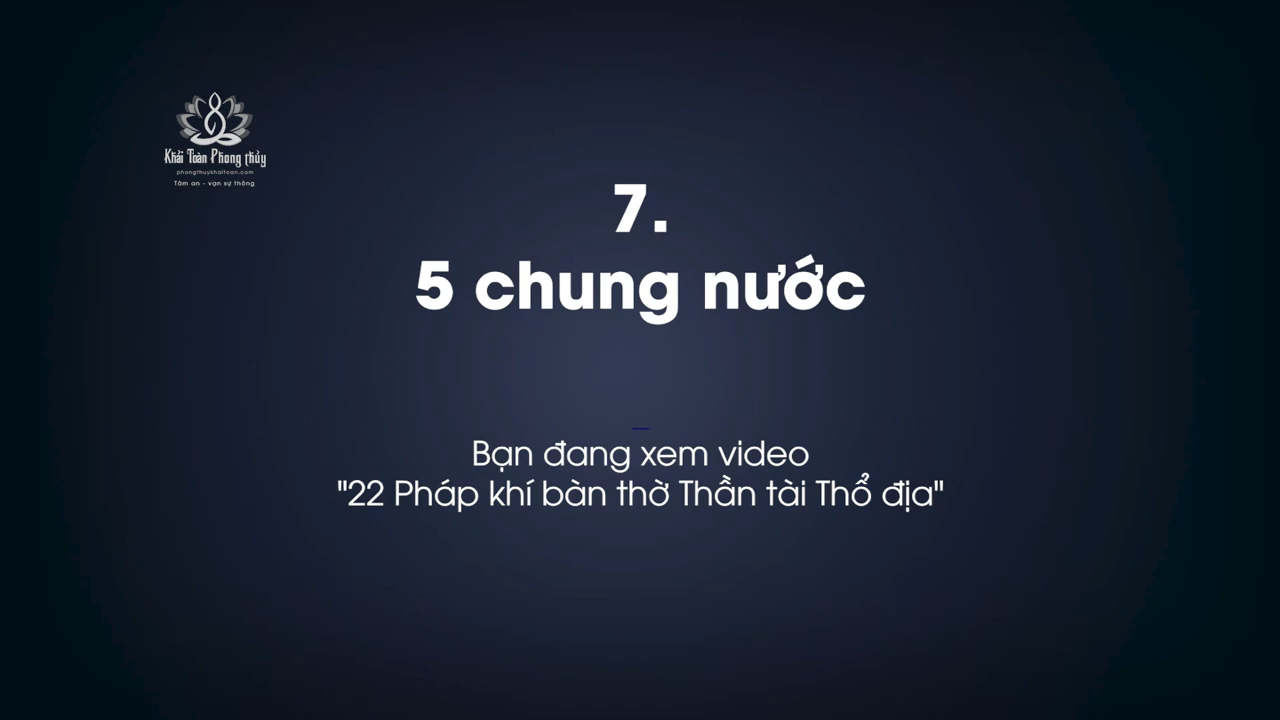 Khải Toàn Phong thủy
phongthuykhaitoan.com
Tâm an - vạn sự thông
7.
5 chung nước
Bạn đang xem video
"22 Pháp khí bàn thờ Thần tài Thổ địa"